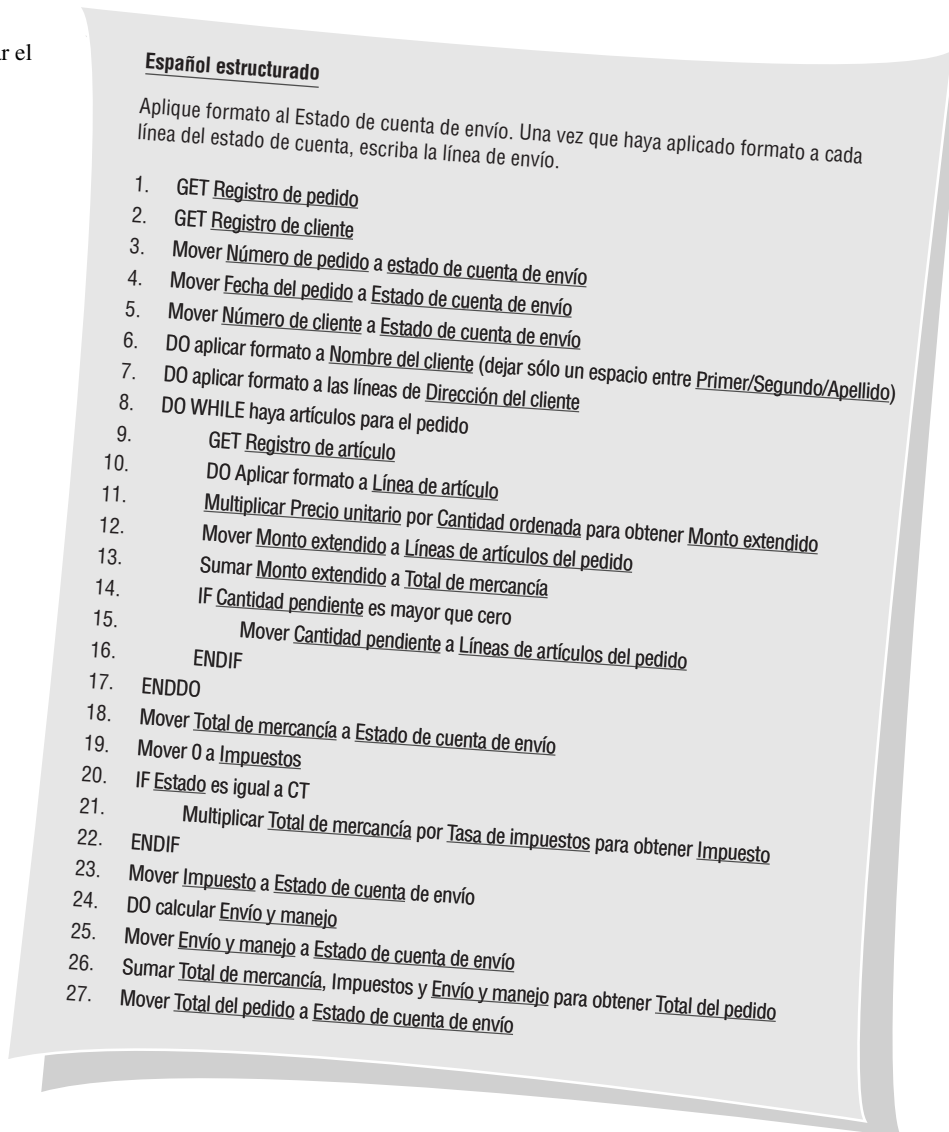 r el
Español estructurado
Aplique formato al Estado de cuenta de envío. Una vez que haya aplicado formato a cada
línea del estado de cuenta, escriba la línea de envío.
1. GET Registro de pedido
2. GET Registro de cliente
3. Mover Número de pedido a estado de cuenta de envío
4. Mover Fecha del pedido a Estado de cuenta de envío
5. Mover Número de cliente a Estado de cuenta de envío
6. DO aplicar formato a Nombre del cliente (dejar sólo un espacio entre Primer/Segundo/Apellido)
7. DO aplicar formato a las líneas de Dirección del cliente
8. DO WHILE haya artículos para el pedido
9. GET Registro de artículo
10. DO Aplicar formato a Línea de artículo
11. Multiplicar Precio unitario por Cantidad ordenada para obtener Monto extendido
12. Mover Monto extendido a Líneas de artículos del pedido
13. Sumar Monto extendido a Total de mercancía
14. IF Cantidad pendiente es mayor que cero
15. Mover Cantidad pendiente a Líneas de artículos del pedido
16. ENDIF
17. ENDDO
18. Mover Total de mercancía a Estado de cuenta de envío
19. Mover 0 a Impuestos
20. IF Estado es igual a CT
21. Multiplicar Total de mercancía por Tasa de impuestos para obtener Impuesto
22. ENDIF
23. Mover Impuesto a Estado de cuenta de envío
24. DO calcular Envío y manejo
25. Mover Envío y manejo a Estado de cuenta de envío
26. Sumar Total de mercancía, Impuestos y Envío y manejo para obtener Total del pedido
27. Mover Total del pedido a Estado de cuenta de envío